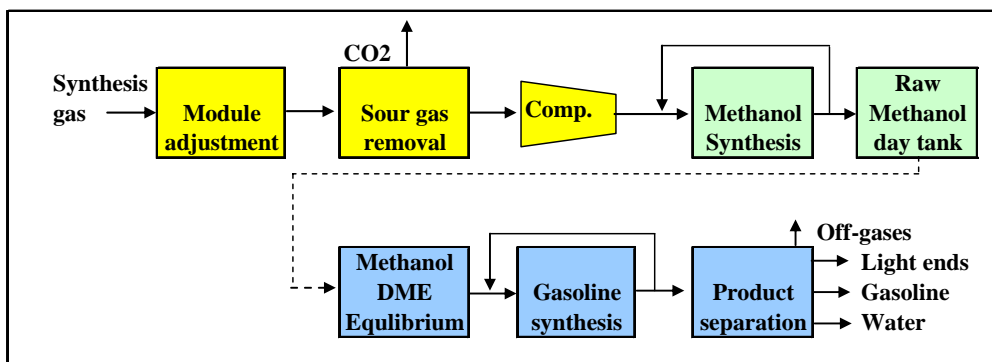 CO2
Synthesis
gas
Module
adjustment
Sour gas
removal
Comp.
Methanol
Synthesis
Raw
Methanol
day tank
Methanol
DME
Equlibrium
Gasoline
synthesis
Product
separation
Off-gases
Light ends
Gasoline
Water